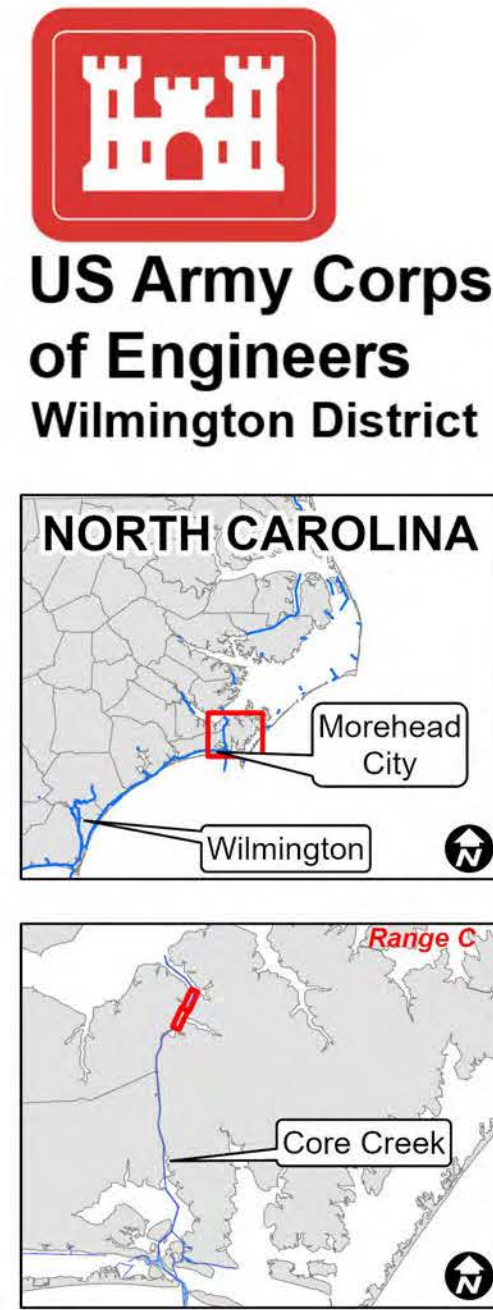 US Army Corps
of Engineers
Wilmington District
NORTH CAROLINA
Morehead
City
Wilmington
N
Range C
Core Creek
N